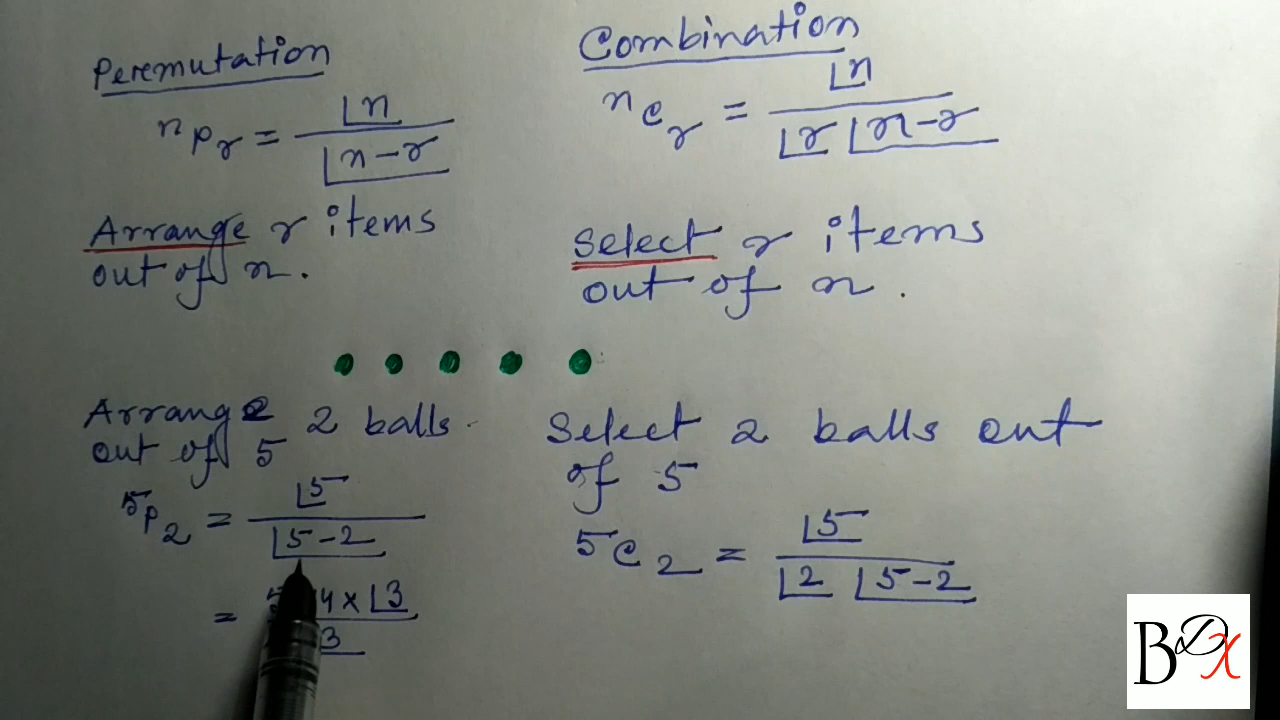 Peremutation
nPr = ⌊n / ⌊n-r
Arrange r items
out of n.
Combination
nCr = ⌊n / ⌊r ⌊n-r
Select r items
out of n.
Arrange 2 balls
out of 5
5P2 = ⌊5 / ⌊5-2
= 4 x ⌊3 / 3
Select 2 balls out
of 5
5C2 = ⌊5 / ⌊2 ⌊5-2
BDX